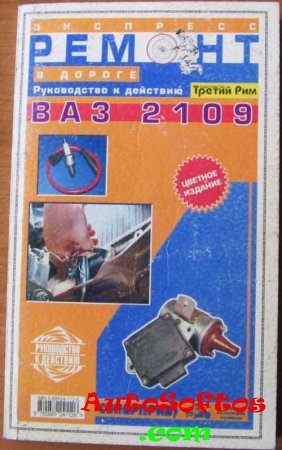 ЭКСПРЕСС
РЕМОНТ
В ДОРОГЕ
Руководство к действию
Третий Рим
ВАЗ 2109
ЦВЕТНОЕ
ИЗДАНИЕ
РУКОВОДСТВО
К ДЕЙСТВИЮ
AutoSoftos
.com